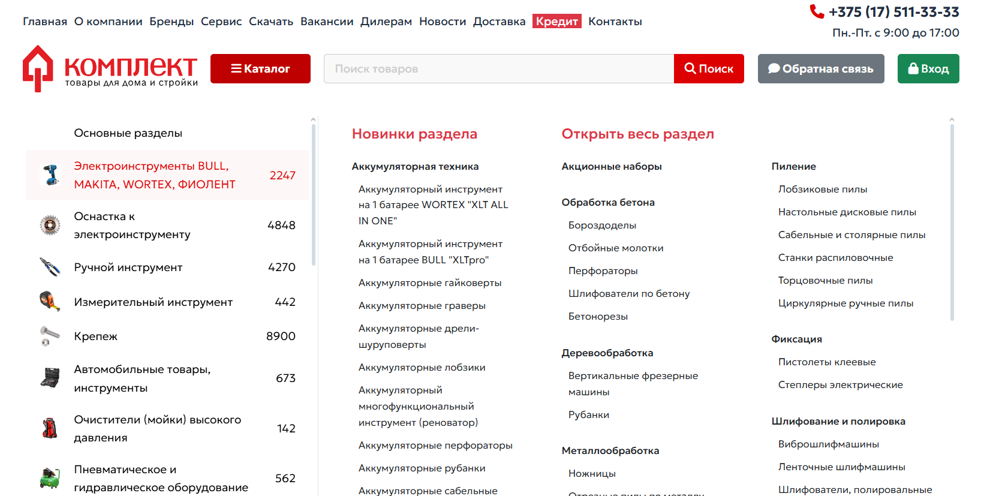 Главная О компании Бренды Сервис Скачать Вакансии Дилерам Новости Доставка Кредит Контакты
+375 (17) 511-33-33
Пн.-Пт. с 9:00 до 17:00
КОМПЛЕКТ
товары для дома и стройки
Каталог
Поиск товаров
Поиск
Обратная связь
Вход
Основные разделы
Электроинструменты BULL,
MAKITA, WORTEX, ФИОЛЕНТ
2247
Оснастка к
электроинструменту
4848
Ручной инструмент 4270
Измерительный инструмент 442
Крепеж 8900
Автомобильные товары,
инструменты
673
Очистители (мойки) высокого
давления
142
Пневматическое и
гидравлическое оборудование
562
Новинки раздела
Аккумуляторная техника
Аккумуляторный инструмент
на 1 батарее WORTEX "XLT ALL
IN ONE"
Аккумуляторный инструмент
на 1 батарее BULL "XLTpro"
Аккумуляторные гайковерты
Аккумуляторные граверы
Аккумуляторные дрели-
шуруповерты
Аккумуляторные лобзики
Аккумуляторный
многофункциональный
инструмент (реноватор)
Аккумуляторные перфораторы
Аккумуляторные рубанки
Аккумуляторные сабельные
Открыть весь раздел
Акционные наборы
Обработка бетона
Бороздоделы
Отбойные молотки
Перфораторы
Шлифователи по бетону
Бетонорезы
Деревообработка
Вертикальные фрезерные
машины
Рубанки
Металлообработка
Ножницы
Отрезные пилы по металлу
Пиление
Лобзиковые пилы
Настольные дисковые пилы
Сабельные и столярные пилы
Станки распиловочные
Торцовочные пилы
Циркулярные ручные пилы
Фиксация
Пистолеты клеевые
Степлеры электрические
Шлифование и полировка
Виброшлифмашины
Ленточные шлифмашины
Шлифователи, полировальные